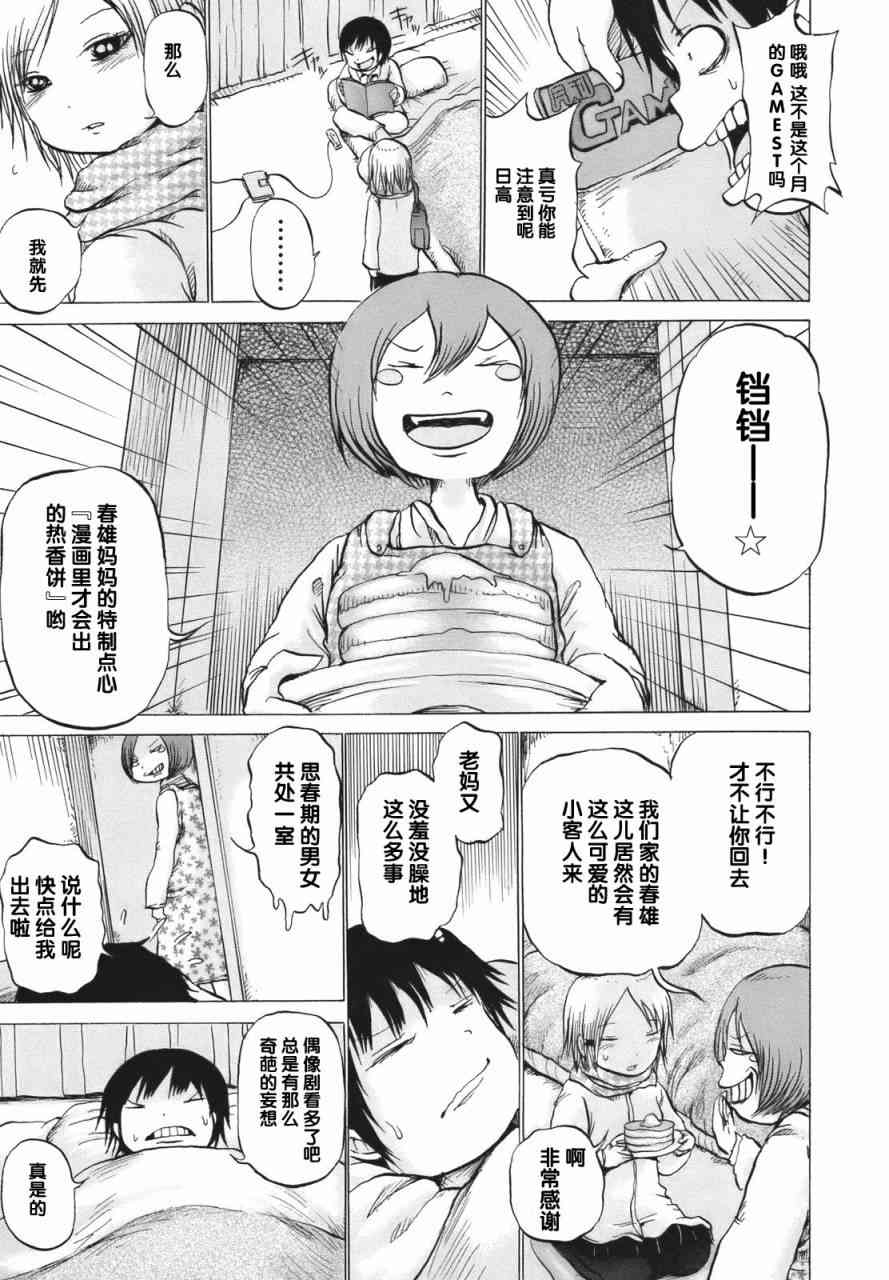 哦哦 这不是这个月
的GAMEST吗
月刊
GAM
真亏你能
注意到呢
日高
………
那么
我就先
铛铛——☆
春雄妈妈的特制点心
『漫画里才会出
的热香饼』哟
不行不行！
才不让你回去
我们家的春雄
这儿居然会有
这么可爱的
小客人来
啊
非常感谢
老妈又
没羞没臊地
这么多事
思春期的男女
共处一室
说什么呢
快点给我
出去啦
偶像剧看多了吧
总是有那么
奇葩的妄想
真是的